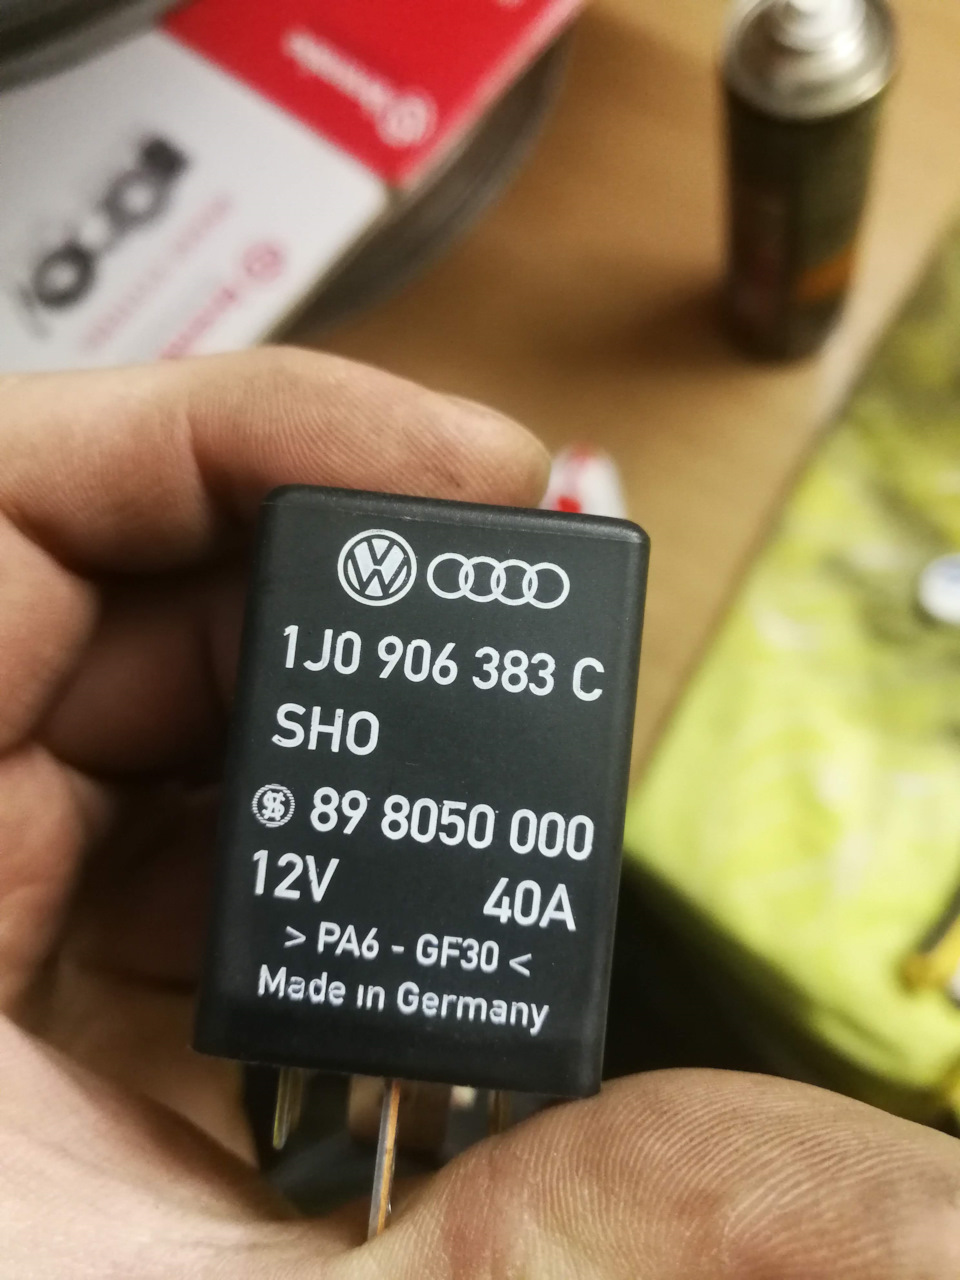 1J0 906 383 C
SHO
89 8050 000
12V 40A
> PA6 - GF30 <
Made in Germany